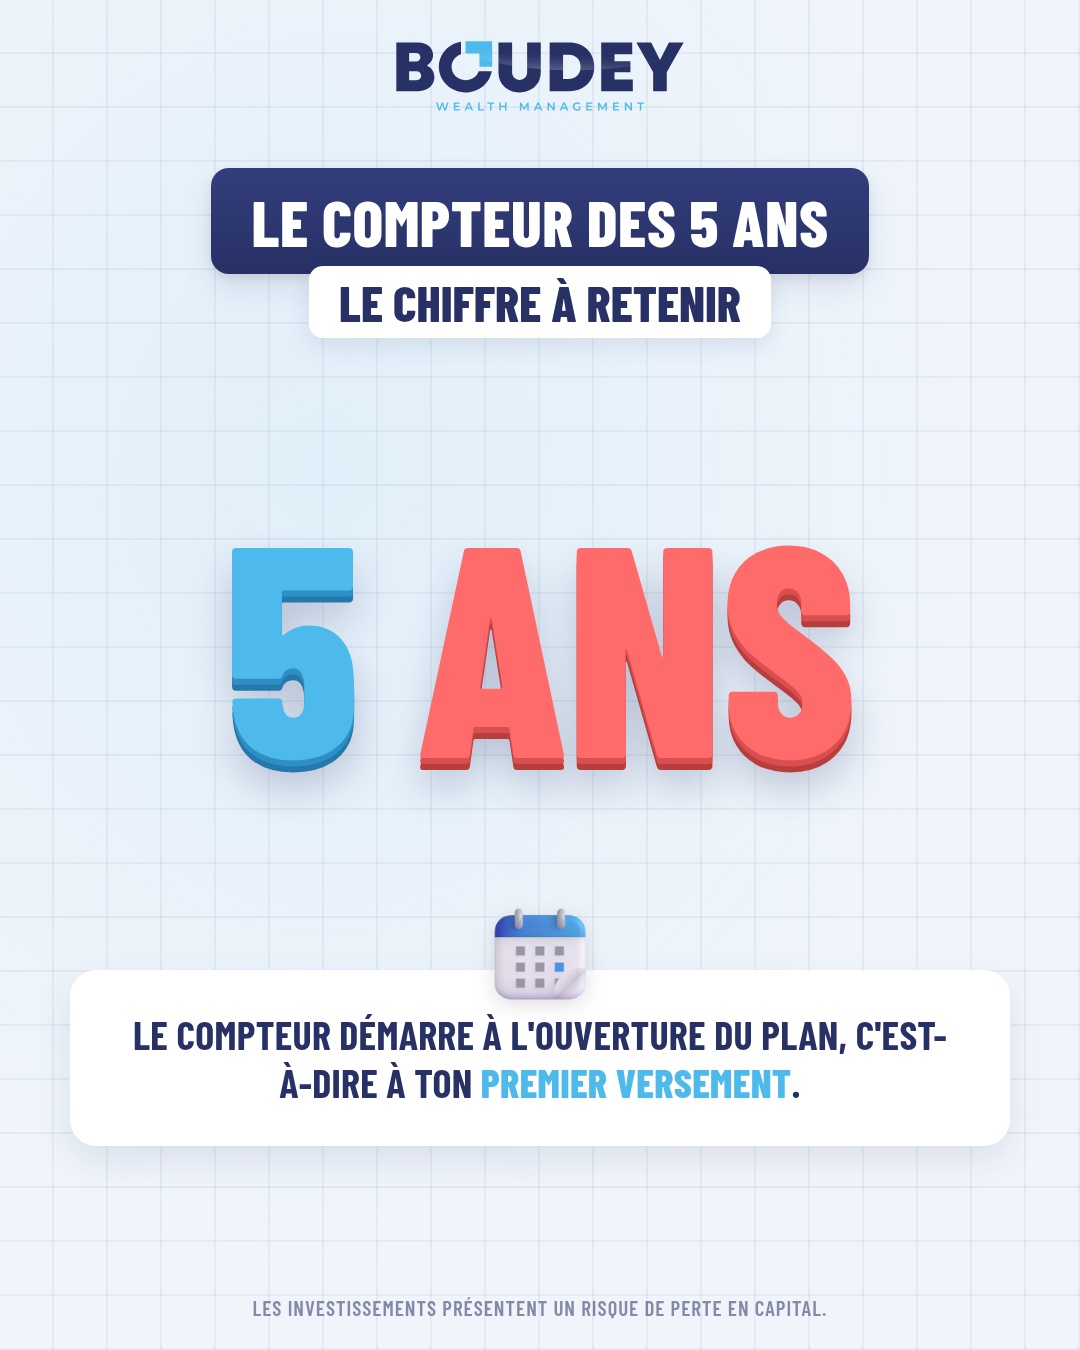 BOUDEY
WEALTH MANAGEMENT
LE COMPTEUR DES 5 ANS
LE CHIFFRE À RETENIR
5 ANS
LE COMPTEUR DÉMARRE À L'OUVERTURE DU PLAN, C'EST-
À-DIRE À TON PREMIER VERSEMENT.
LES INVESTISSEMENTS PRÉSENTENT UN RISQUE DE PERTE EN CAPITAL.